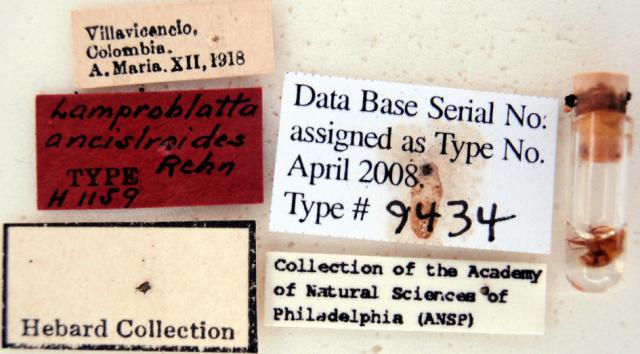 Villavicencio,
Colombia.
A. Maria. XII, 1918
Lamproblatta
ancistroides
Rehn
TYPE
H 1159
Data Base Serial No:
assigned as Type No.
April 2008.
Type # 9434
Hebard Collection
Collection of the Academy
of Natural Sciences of
Philadelphia (ANSP)